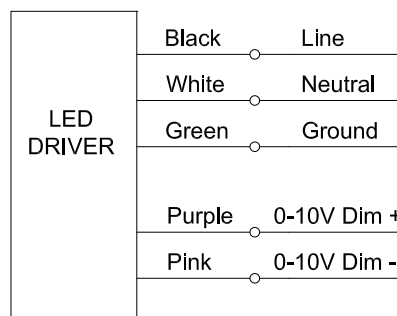 LED
DRIVER
Black Line
White Neutral
Green Ground
Purple 0-10V Dim +
Pink 0-10V Dim -